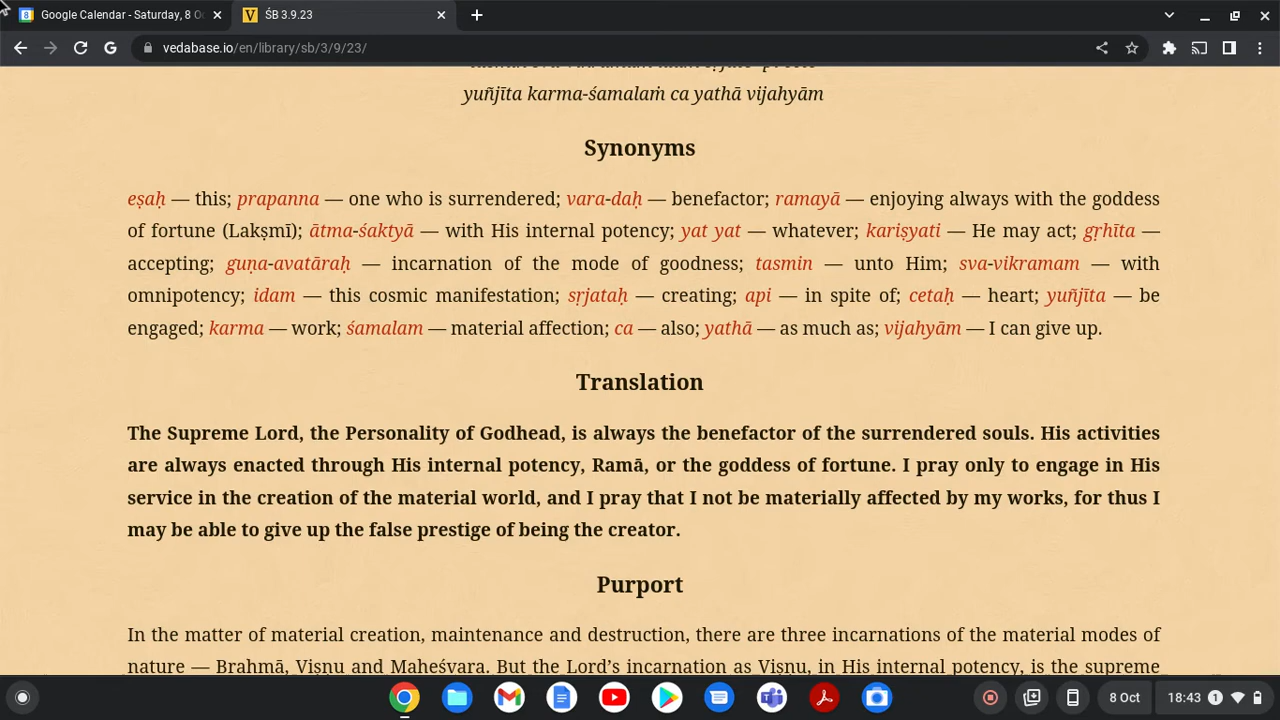 Google Calendar - Saturday, 8 O
ŚB 3.9.23
vedabase.io/en/library/sb/3/9/23/
yuñjīta karma-śamalaṁ ca yathā vijahyām
Synonyms
eṣaḥ — this; prapanna — one who is surrendered; vara-daḥ — benefactor; ramayā — enjoying always with the goddess
of fortune (Lakṣmī); ātma-śaktyā — with His internal potency; yat yat — whatever; kariṣyati — He may act; gṛhīta —
accepting; guṇa-avatāraḥ — incarnation of the mode of goodness; tasmin — unto Him; sva-vikramam — with
omnipotency; idam — this cosmic manifestation; sṛjataḥ — creating; api — in spite of; cetaḥ — heart; yuñjīta — be
engaged; karma — work; śamalam — material affection; ca — also; yathā — as much as; vijahyām — I can give up.
Translation
The Supreme Lord, the Personality of Godhead, is always the benefactor of the surrendered souls. His activities
are always enacted through His internal potency, Ramā, or the goddess of fortune. I pray only to engage in His
service in the creation of the material world, and I pray that I not be materially affected by my works, for thus I
may be able to give up the false prestige of being the creator.
Purport
In the matter of material creation, maintenance and destruction, there are three incarnations of the material modes of
nature — Brahmā, Viṣṇu and Maheśvara. But the Lord’s incarnation as Viṣṇu, in His internal potency, is the supreme
8 Oct
18:43
1